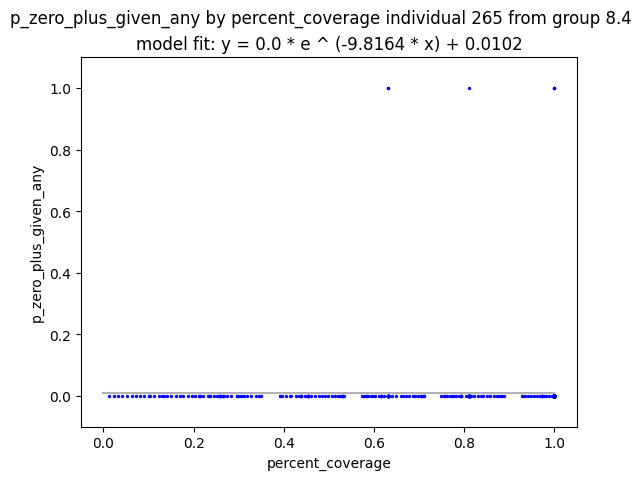 p_zero_plus_given_any by percent_coverage individual 265 from group 8.4
model fit: y = 0.0 * e ^ (-9.8164 * x) + 0.0102
1.0
0.8
0.6
0.4
0.2
0.0
p_zero_plus_given_any
0.0 0.2 0.4 0.6 0.8 1.0
percent_coverage